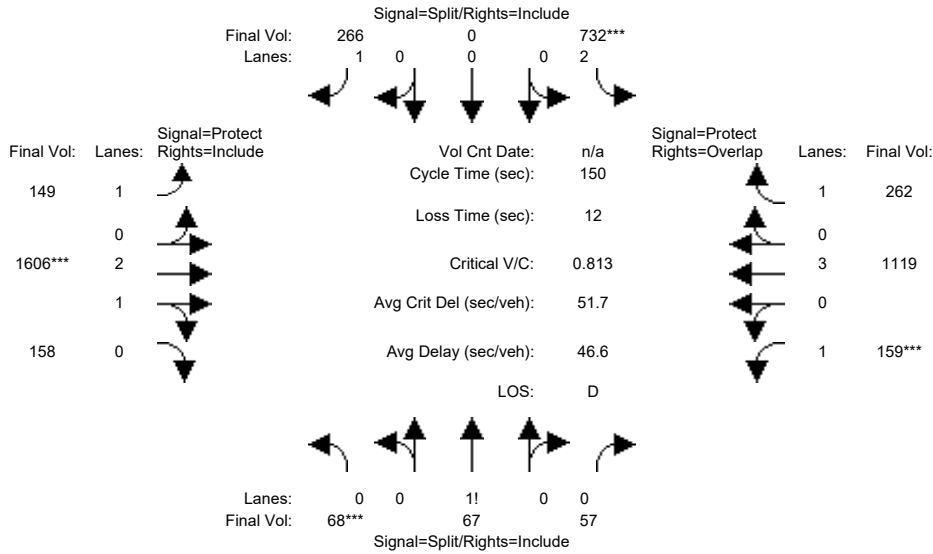 Signal=Split/Rights=Include
Final Vol: 266 0 732***
Lanes: 1 0 0 0 2
Signal=Protect
Final Vol: Lanes: Rights=Include
Vol Cnt Date: n/a
Signal=Protect
Rights=Overlap Lanes: Final Vol:
Cycle Time (sec): 150
149 1
1 262
Loss Time (sec): 12
0
0
1606*** 2
Critical V/C: 0.813
3 1119
1
Avg Crit Del (sec/veh): 51.7
0
158 0
Avg Delay (sec/veh): 46.6
1 159***
LOS: D
Lanes: 0 0 1! 0 0
Final Vol: 68*** 67 57
Signal=Split/Rights=Include